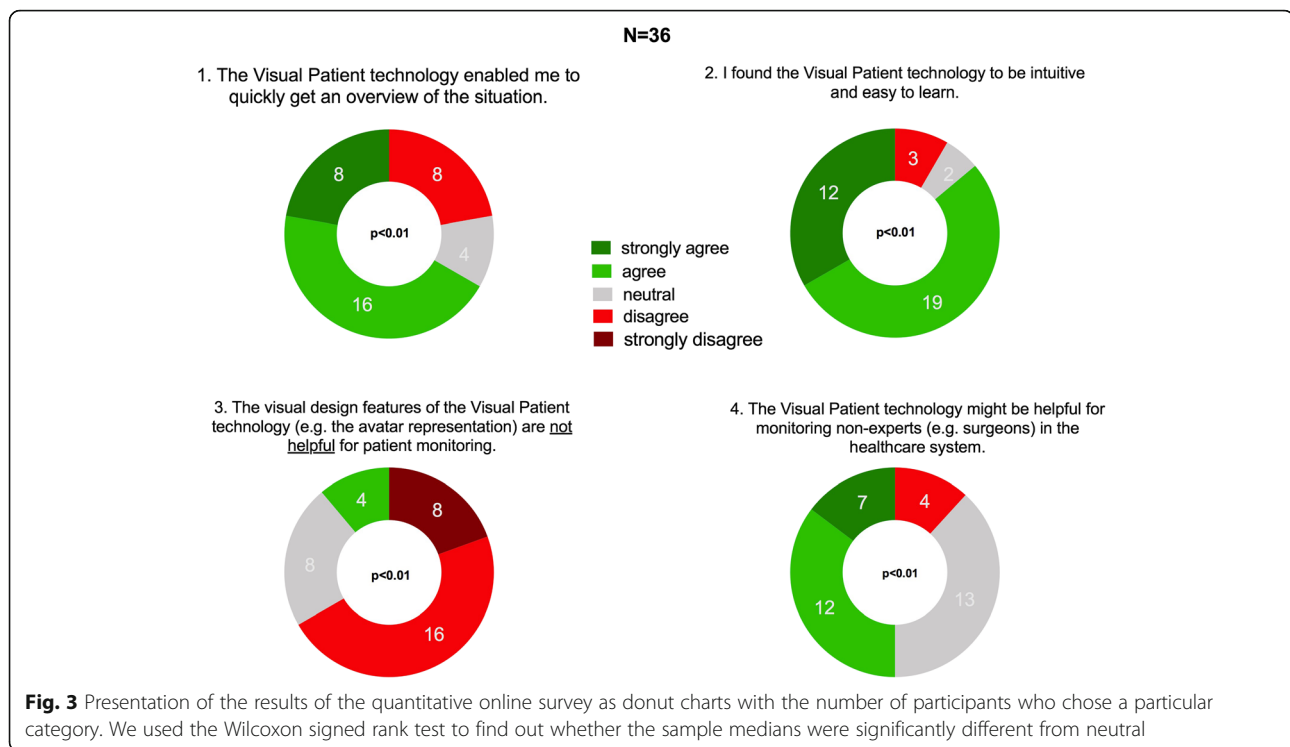 N=36
1. The Visual Patient technology enabled me to
quickly get an overview of the situation.
8
8
4
16
p<0.01
2. I found the Visual Patient technology to be intuitive
and easy to learn.
3
2
12
19
p<0.01
strongly agree
agree
neutral
disagree
strongly disagree
3. The visual design features of the Visual Patient
technology (e.g. the avatar representation) are not
helpful for patient monitoring.
4
8
8
16
p<0.01
4. The Visual Patient technology might be helpful for
monitoring non-experts (e.g. surgeons) in the
healthcare system.
7
4
12
13
p<0.01
Fig. 3 Presentation of the results of the quantitative online survey as donut charts with the number of participants who chose a particular
category. We used the Wilcoxon signed rank test to find out whether the sample medians were significantly different from neutral